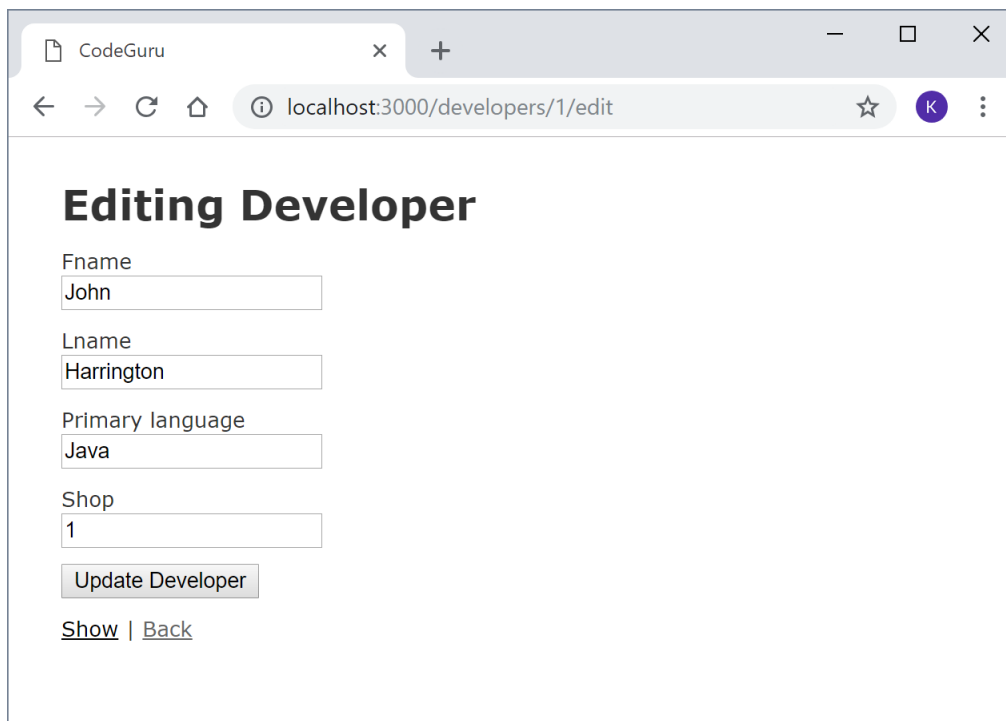 CodeGuru
localhost:3000/developers/1/edit
K
Editing Developer
Fname
John
Lname
Harrington
Primary language
Java
Shop
1
Update Developer
Show | Back